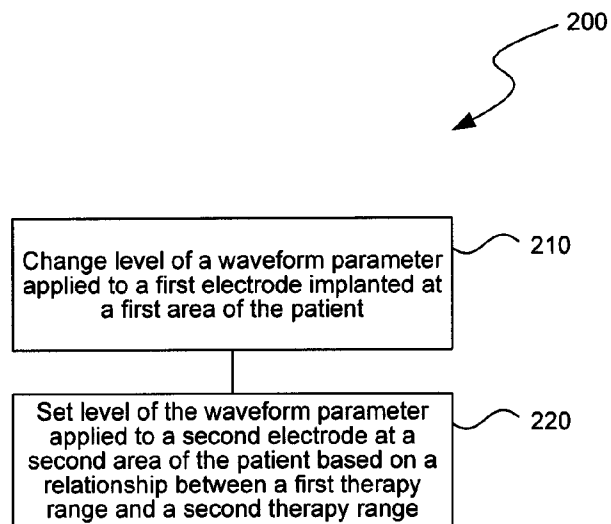 200
Change level of a waveform parameter
applied to a first electrode implanted at
a first area of the patient
210
Set level of the waveform parameter
applied to a second electrode at a
second area of the patient based on a
relationship between a first therapy
range and a second therapy range
220